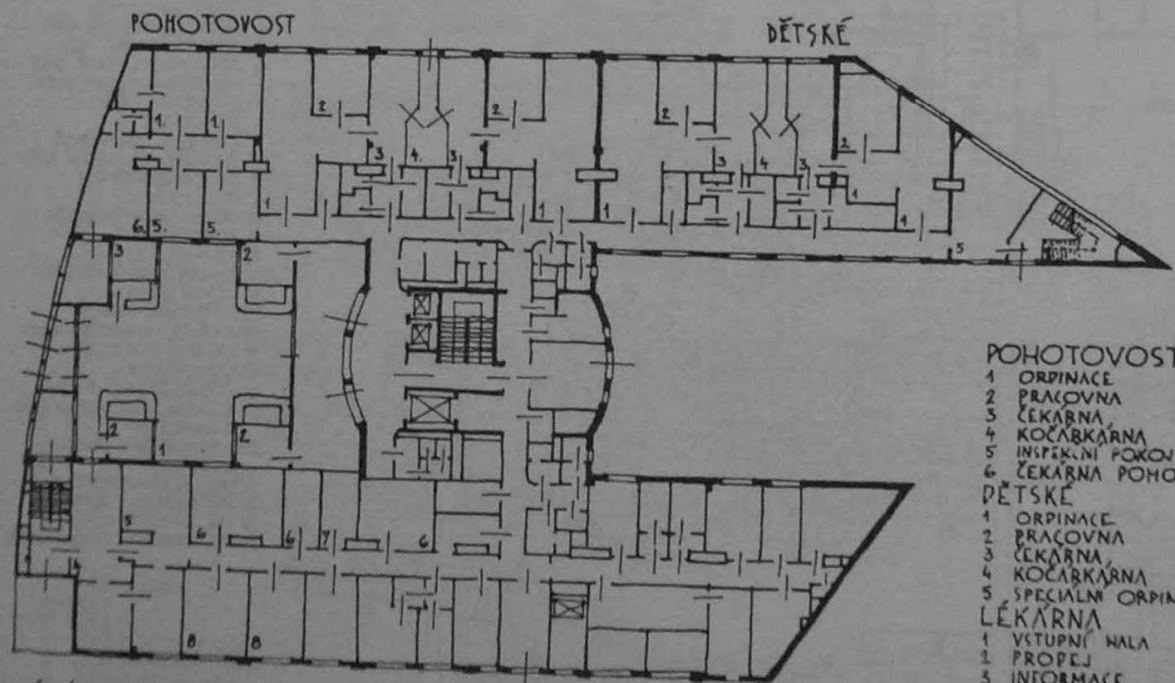 POHOTOVOST
DĚTSKÉ
POHOTOVOST
1 ORDINACE
2 PRACOVNA
3 ČEKÁRNA
4 KOČÁRKÁRNA
5 INSPEKČNÍ POKOJ
6 ČEKÁRNA POHO
DĚTSKÉ
1 ORDINACE
2 PRACOVNA
3 ČEKÁRNA
4 KOČÁRKÁRNA
5 SPECIÁLNÍ ORDIN
LÉKÁRNA
1 VSTUPNÍ HALA
2 PRODEJ
3 INFORMACE